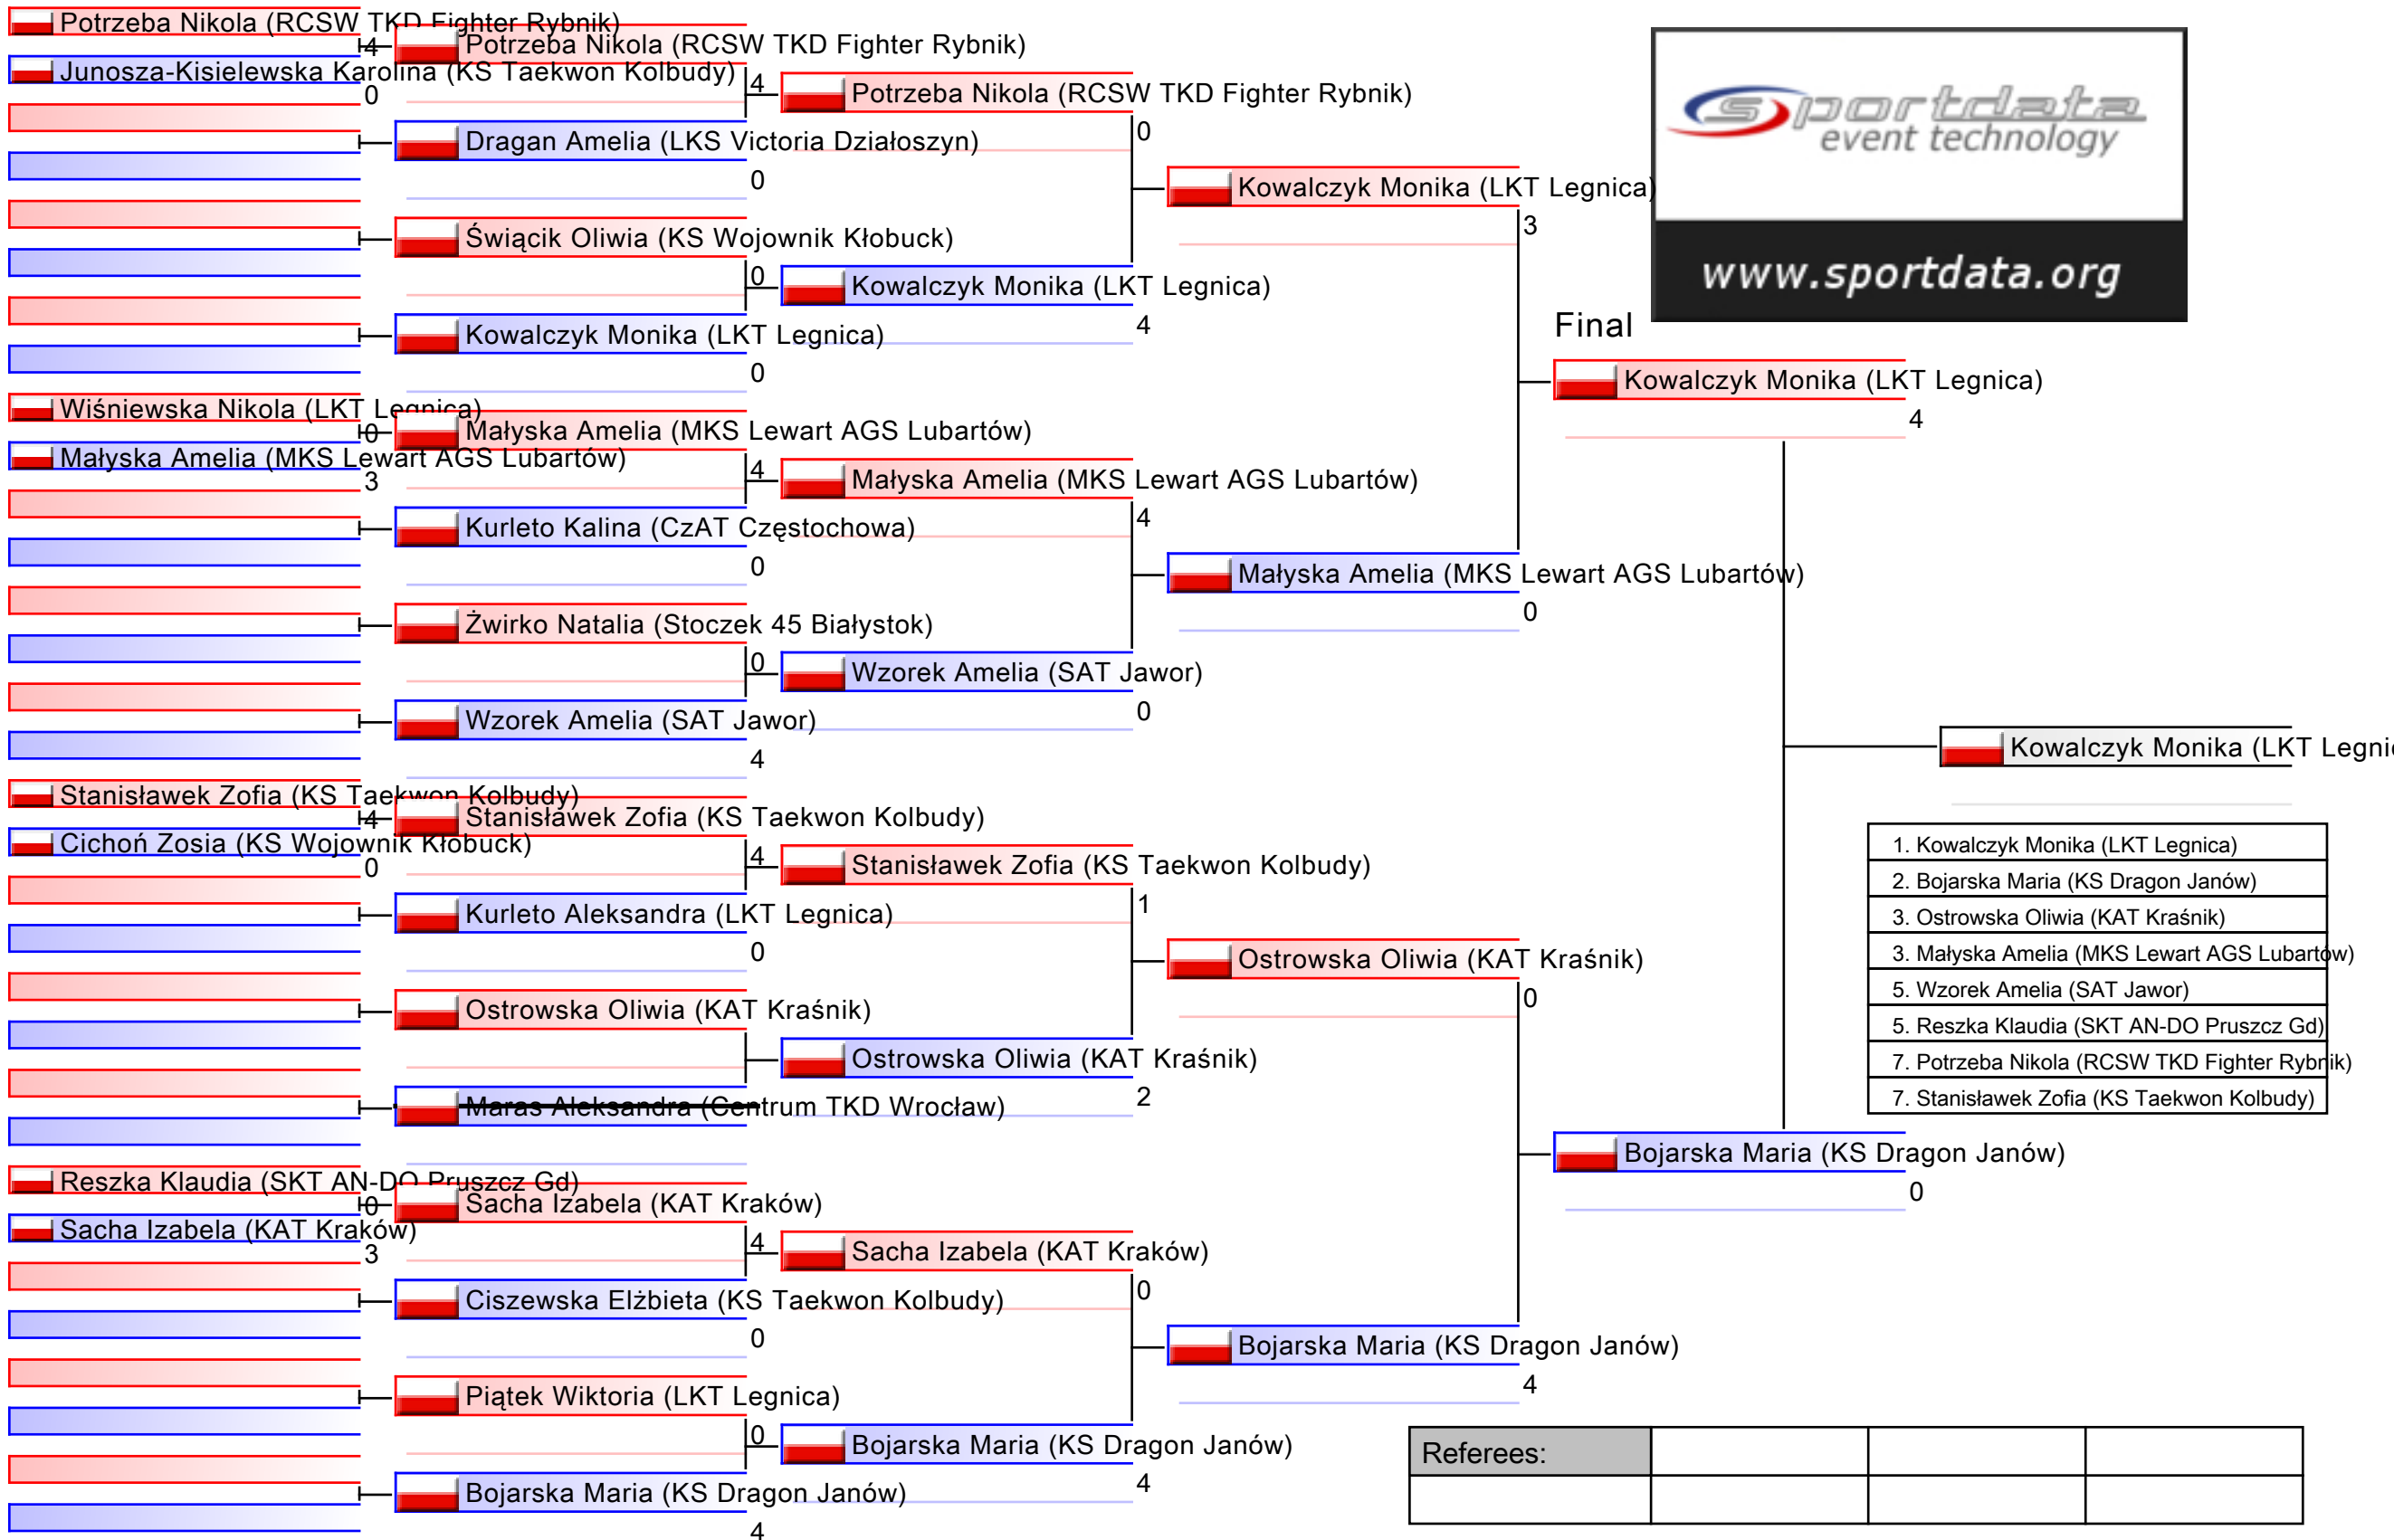 Potrzeba Nikola (RCSW TKD Fighter Rybnik)
4
Junosza-Kisielewska Karolina (KS Taekwon Kolbudy)
0
Wiśniewska Nikola (LKT Legnica)
0
Małyska Amelia (MKS Lewart AGS Lubartów)
3
Stanisławek Zofia (KS Taekwon Kolbudy)
4
Cichoń Zosia (KS Wojownik Kłobuck)
0
Reszka Klaudia (SKT AN-DO Pruszcz Gd)
0
Sacha Izabela (KAT Kraków)
3
Potrzeba Nikola (RCSW TKD Fighter Rybnik)
4
Dragan Amelia (LKS Victoria Działoszyn)
0
Świącik Oliwia (KS Wojownik Kłobuck)
0
Kowalczyk Monika (LKT Legnica)
0
Małyska Amelia (MKS Lewart AGS Lubartów)
4
Kurleto Kalina (CzAT Częstochowa)
0
Żwirko Natalia (Stoczek 45 Białystok)
0
Wzorek Amelia (SAT Jawor)
4
Stanisławek Zofia (KS Taekwon Kolbudy)
4
Kurleto Aleksandra (LKT Legnica)
0
Ostrowska Oliwia (KAT Kraśnik)
Maras Aleksandra (Centrum TKD Wrocław)
Sacha Izabela (KAT Kraków)
4
Ciszewska Elżbieta (KS Taekwon Kolbudy)
0
Piątek Wiktoria (LKT Legnica)
0
Bojarska Maria (KS Dragon Janów)
4
Potrzeba Nikola (RCSW TKD Fighter Rybnik)
0
Kowalczyk Monika (LKT Legnica)
4
Małyska Amelia (MKS Lewart AGS Lubartów)
4
Wzorek Amelia (SAT Jawor)
0
Stanisławek Zofia (KS Taekwon Kolbudy)
1
Ostrowska Oliwia (KAT Kraśnik)
2
Sacha Izabela (KAT Kraków)
0
Bojarska Maria (KS Dragon Janów)
4
Kowalczyk Monika (LKT Legnica)
3
Małyska Amelia (MKS Lewart AGS Lubartów)
0
Ostrowska Oliwia (KAT Kraśnik)
0
Bojarska Maria (KS Dragon Janów)
4
sportdata
event technology
www.sportdata.org
Final
Kowalczyk Monika (LKT Legnica)
4
Bojarska Maria (KS Dragon Janów)
0
Kowalczyk Monika (LKT Legni
1. Kowalczyk Monika (LKT Legnica)
2. Bojarska Maria (KS Dragon Janów)
3. Ostrowska Oliwia (KAT Kraśnik)
3. Małyska Amelia (MKS Lewart AGS Lubartów)
5. Wzorek Amelia (SAT Jawor)
5. Reszka Klaudia (SKT AN-DO Pruszcz Gd)
7. Potrzeba Nikola (RCSW TKD Fighter Rybnik)
7. Stanisławek Zofia (KS Taekwon Kolbudy)
Referees: